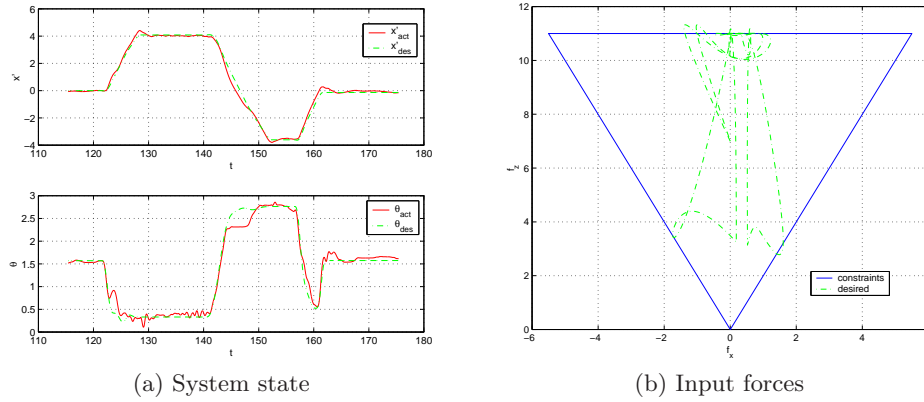 6
4
2
0
−2
−4
x'
110 120 130 140 150 160 170 180
t
x'act
x'des
3
2.5
2
1.5
1
0.5
0
θ
110 120 130 140 150 160 170 180
t
θact
θdes
(a) System state
12
10
8
6
4
2
0
fz
−6 −4 −2 0 2 4 6
fx
constraints
desired
(b) Input forces